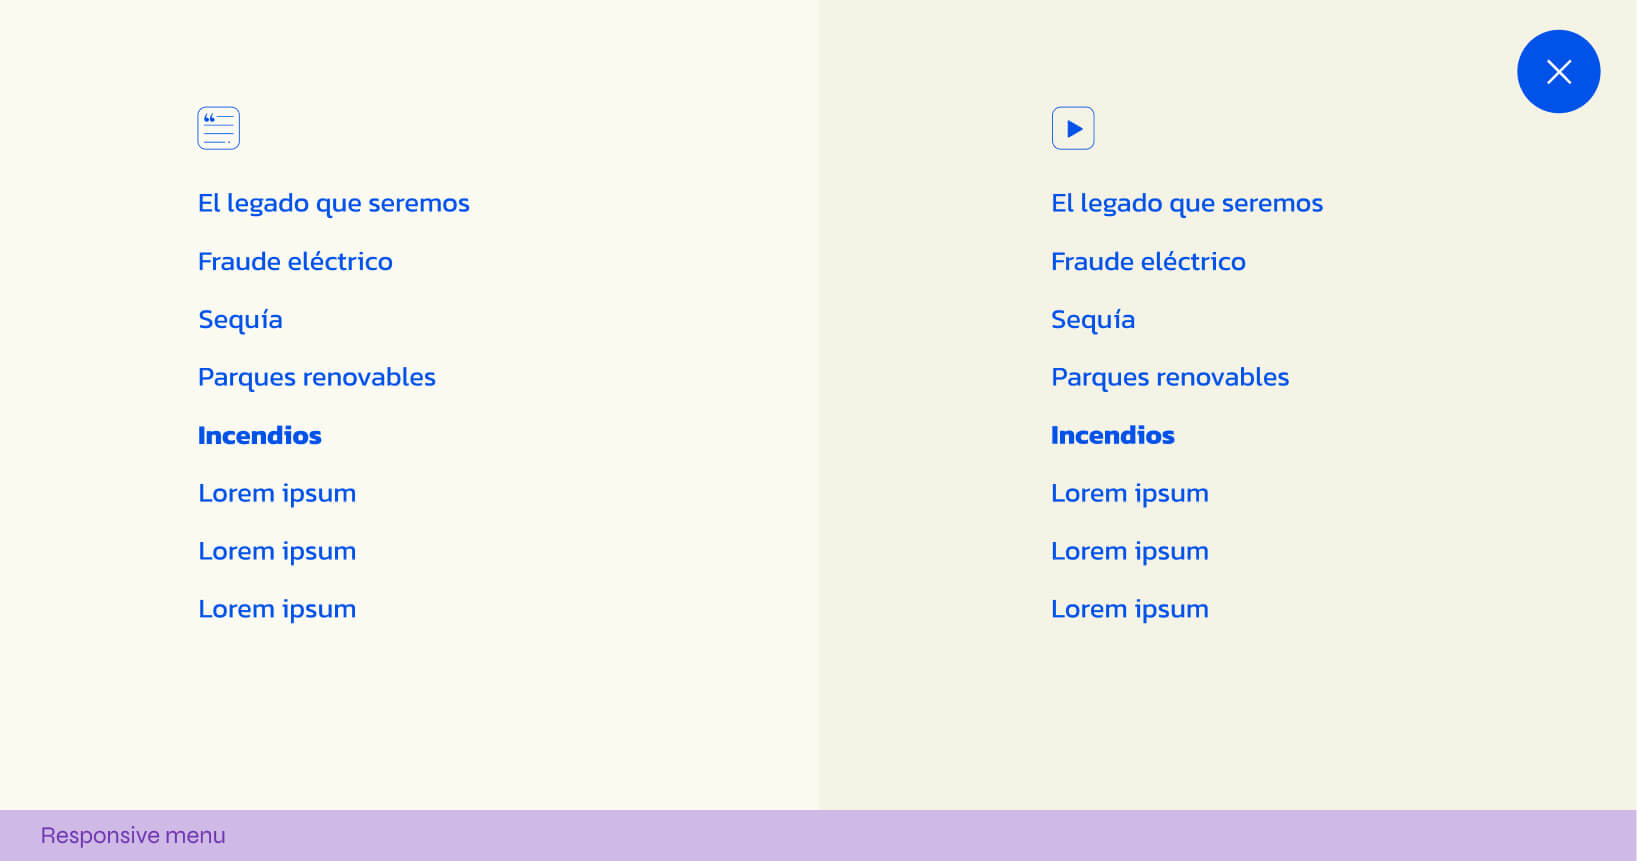 El legado que seremos
Fraude eléctrico
Sequía
Parques renovables
Incendios
Lorem ipsum
Lorem ipsum
Lorem ipsum
El legado que seremos
Fraude eléctrico
Sequía
Parques renovables
Incendios
Lorem ipsum
Lorem ipsum
Lorem ipsum
Responsive menu